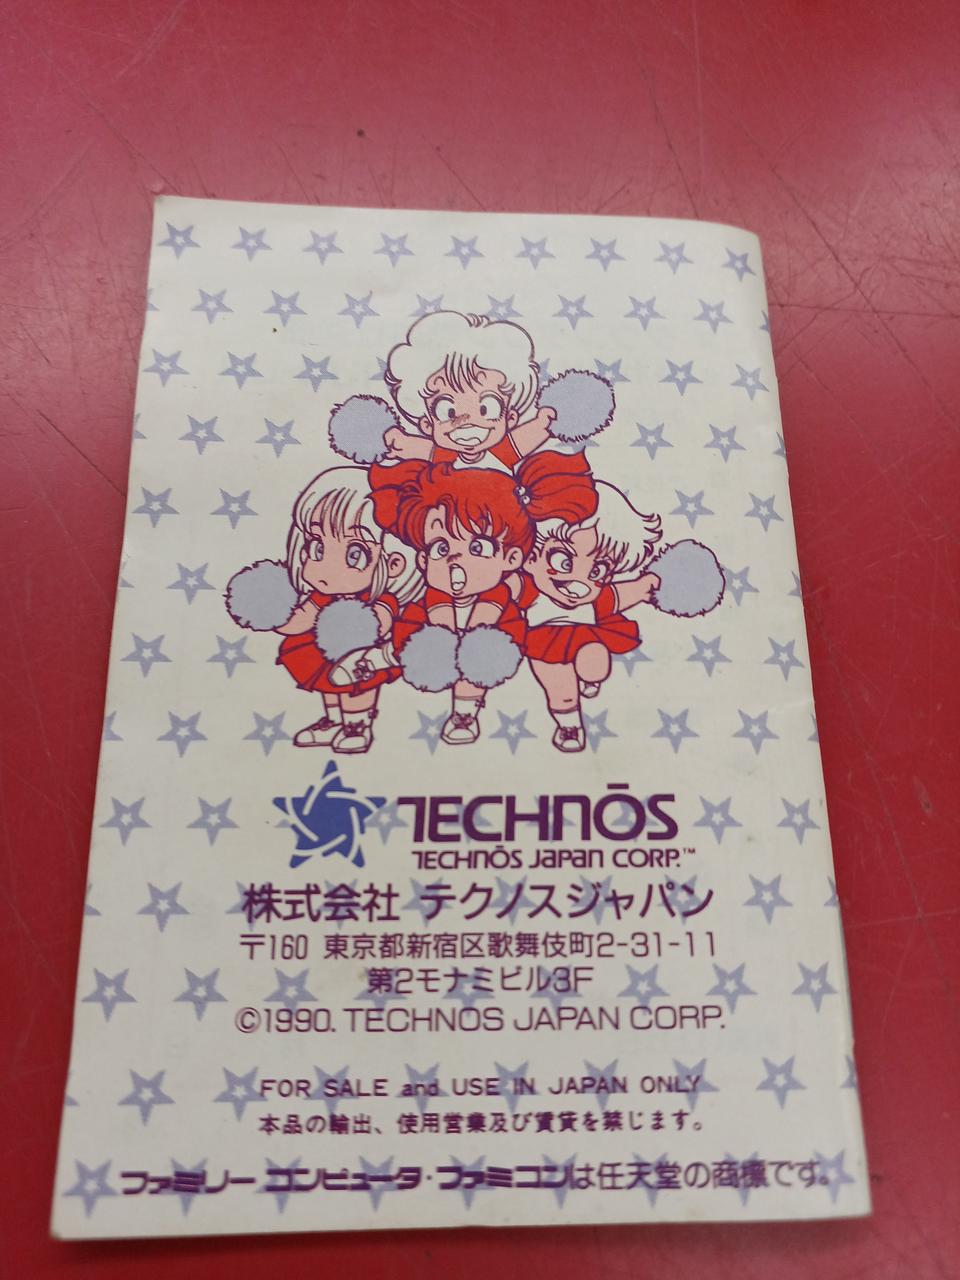 TECHNŌS
TECHNŌS JAPAN CORP.™
株式会社 テクノスジャパン
〒160 東京都新宿区歌舞伎町2-31-11
第2モナミビル3F
©1990. TECHNOS JAPAN CORP.
FOR SALE and USE IN JAPAN ONLY
本品の輸出、使用営業及び賃貸を禁じます。
ファミリー コンピュータ・ファミコンは任天堂の商標です。